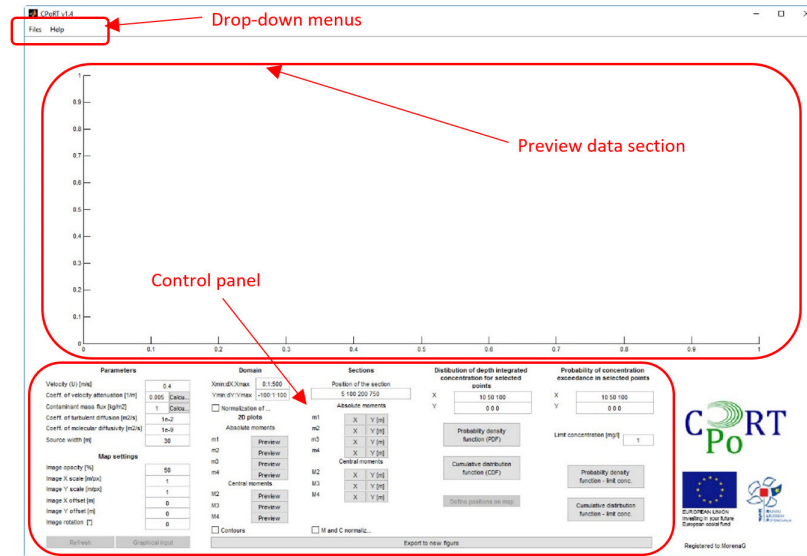 CPoRT v1.4
Drop-down menus
Files Help
Preview data section
Control panel
1
0.9
0.8
0.7
0.6
0.5
0.4
0.3
0.2
0.1
0
0 0.1 0.2 0.3 0.4 0.5 0.6 0.7 0.8 0.9 1
Parameters
Velocity (U) [m/s] 0.4
Coeff. of velocity attenuation [1/m] 0.005 Calcu...
Contaminant mass flux [kg/m2] 1 Calcu...
Coeff. of turbulent diffusion [m2/s] 1e-2
Coeff. of molecular diffusivity [m2/s] 1e-9
Source width [m] 30
Map settings
Image opacity [%] 50
Image X scale [m/px] 1
Image Y scale [m/px] 1
Image X offset [m] 0
Image Y offset [m] 0
Image rotation [°] 0
Refresh Graphical input
Domain
Xmin:dX:Xmax 0:1:500
Ymin:dY:Ymax -100:1:100
Normalization of ...
2D plots
Absolute moments
m1 Preview
m2 Preview
m3 Preview
m4 Preview
Central moments
M2 Preview
M3 Preview
M4 Preview
Contours
Sections
Position of the section
5 100 200 750
Absolute moments
m1 X Y [m]
m2 X Y [m]
m3 X Y [m]
m4 X Y [m]
Central moments
M2 X Y [m]
M3 X Y [m]
M4 X Y [m]
M and C normaliz...
Distibution of depth integrated
concentration for selected
points
X 10 50 100
Y 0 0 0
Probability density
function (PDF)
Cumulative distribution
function (CDF)
Define positions on map
Probability of concentration
exceedance in selected points
X 10 50 100
Y 0 0 0
Limit concentration [mg/l] 1
Probability density
function - limit conc.
Cumulative distribution
function - limit conc.
Export to new figure
CPoRT
EUROPEAN UNION
Investing in your future
European social fund
Registered to:MorenaG